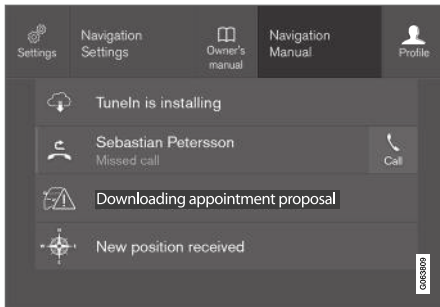 Settings
Navigation
Settings
Owner's
manual
Navigation
Manual
Profile
TuneIn is installing
Sebastian Petersson
Missed call
Call
Downloading appointment proposal
New position received
G063809